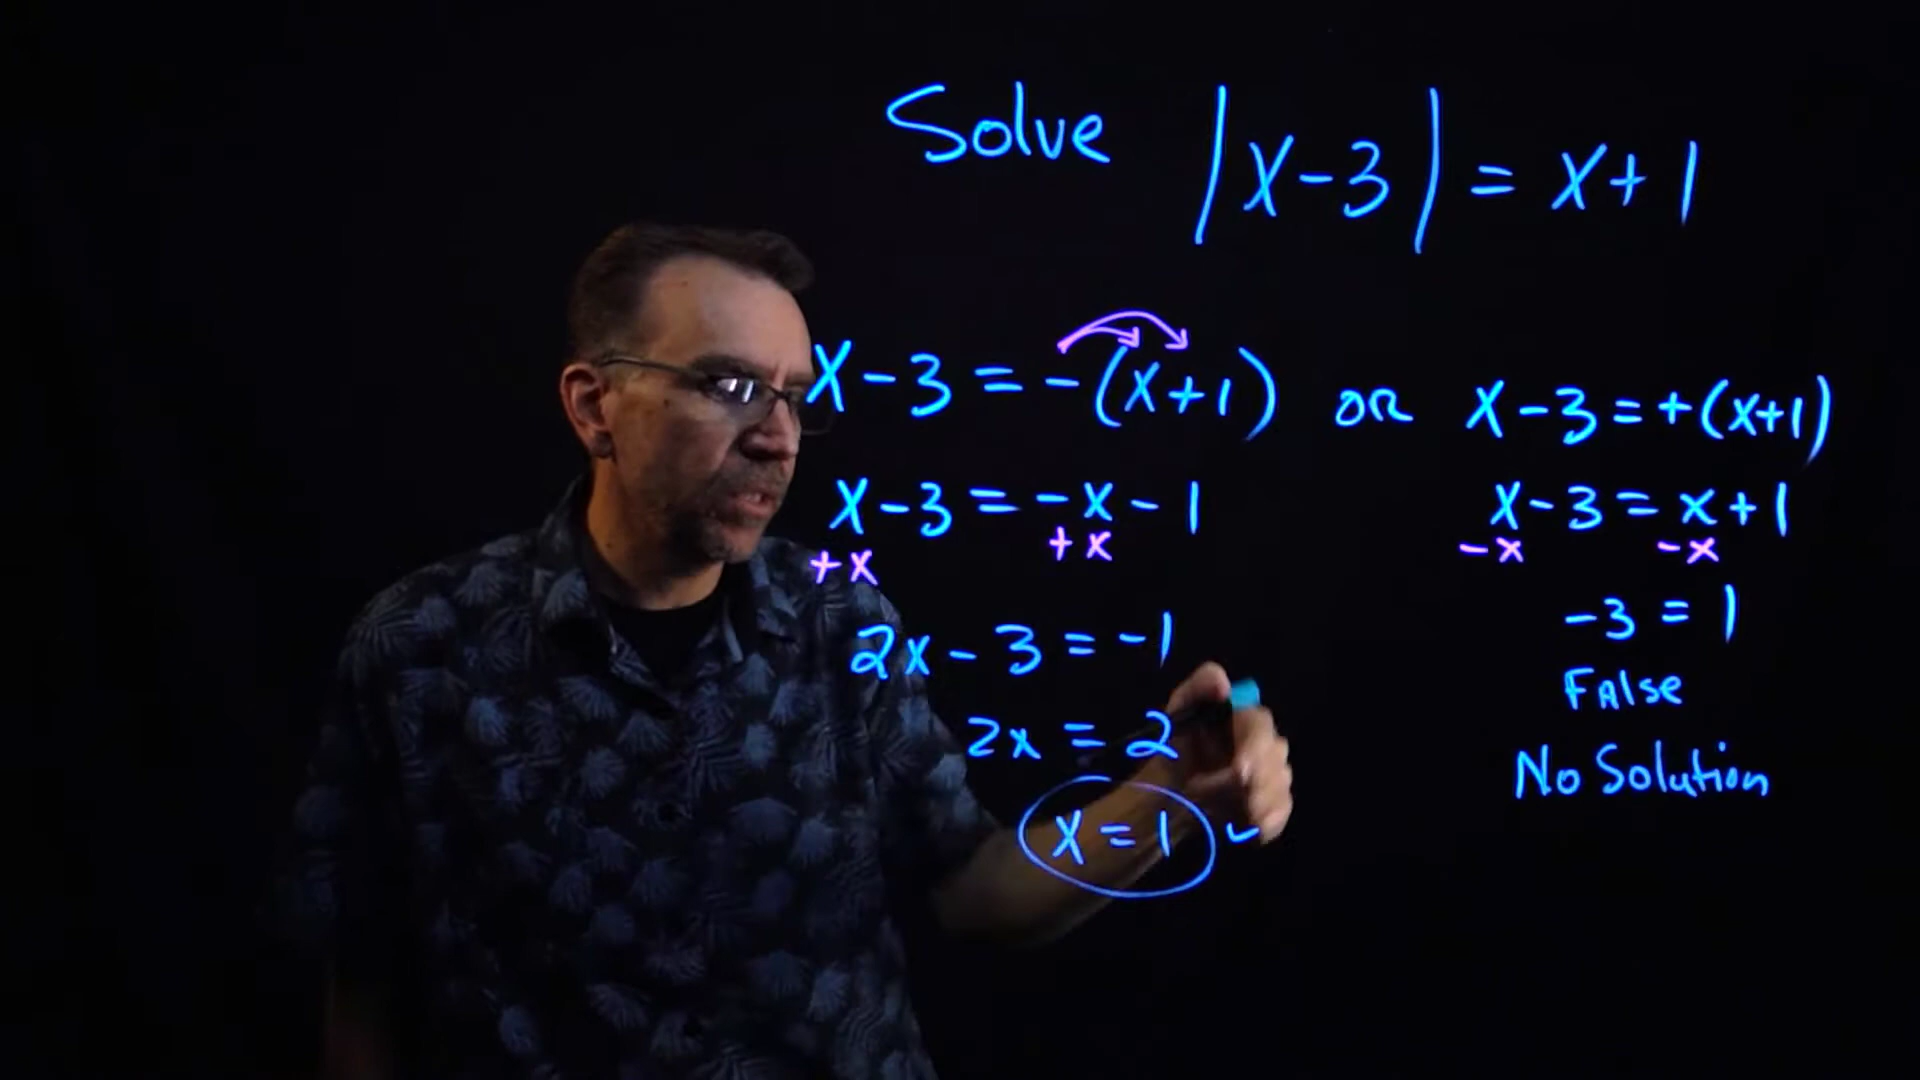 Solve |x-3| = x+1
x-3 = -(x+1) OR x-3=+(x+1)
x-3 = -x-1
+x +x
2x-3 = -1
2x = 2
x=1 ✓
x-3 = x+1
-x -x
-3 = 1
False
No Solution